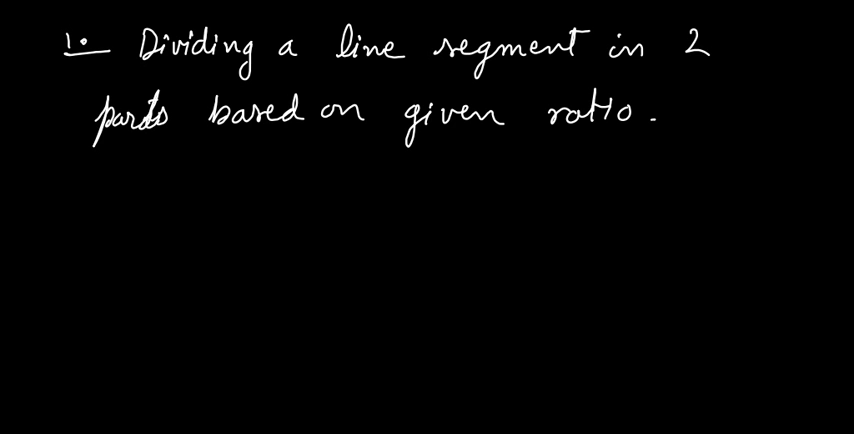 1. Dividing a line segment in 2
parts based on given ratio.